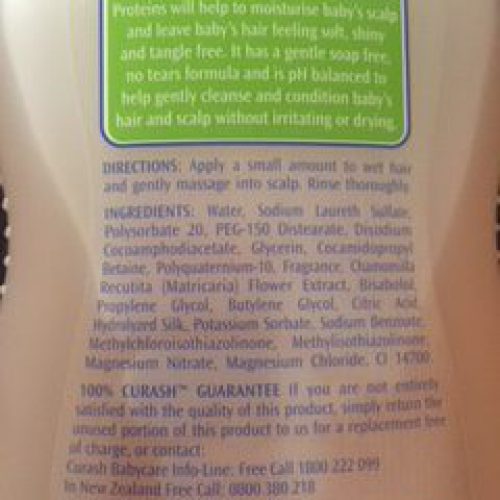 Proteins will help to moisturise baby's scalp
and leave baby's hair feeling soft, shiny
and tangle free. It has a gentle soap free,
no tears formula and is pH balanced to
help gently cleanse and condition baby's
hair and scalp without irritating or drying.
DIRECTIONS: Apply a small amount to wet hair
and gently massage into scalp. Rinse thoroughly
INGREDIENTS: Water, Sodium Laureth Sulfate,
Polysorbate 20, PEG-150 Distearate, Disodium
Cocoamphodiacetate, Glycerin, Cocamidopropyl
Betaine, Polyquaternium-10, Fragrance, Chamomila
Recutita (Matricaria) Flower Extract, Bisabolol,
Propylene Glycol, Butylene Glycol, Citric Acid,
Hydrolyzed Silk, Potassium Sorbate, Sodium Benzoate,
Methylchloroisothiazolinone, Methylisothiazolinone,
Magnesium Nitrate, Magnesium Chloride, CI 14700.
100% CURASH™ GUARANTEE If you are not entirely
satisfied with the quality of this product, simply return the
unused portion of this product to us for a replacement free
of charge, or contact:
Curash Babycare Info-Line: Free Call 1800 222 099
In New Zealand Free Call: 0800 380 218